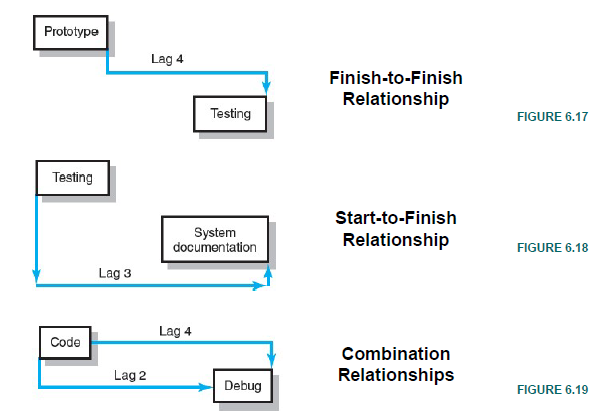 Prototype
Lag 4
Finish-to-Finish
Relationship
Testing
FIGURE 6.17
Testing
Start-to-Finish
Relationship
System
documentation
FIGURE 6.18
Lag 3
Code
Lag 4
Combination
Relationships
Lag 2
Debug
FIGURE 6.19